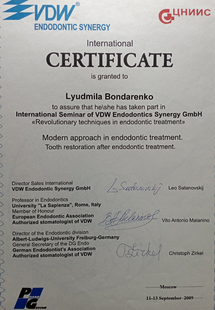 VDW
ENDODONTIC SYNERGY
ЦНИИС
International
CERTIFICATE
is granted to
Lyudmila Bondarenko
to assure that he\she has taken part in
International Seminar of VDW Endodontics Synergy GmbH
«Revolutionary techniques in endodontic treatment»
Modern approach in endodontic treatment.
Tooth restoration after endodontic treatment.
Director Sales International
VDW Endodontic Synergy GmbH
Leo Satanovskij
Professor in Endodontics
University "La Sapienza", Rome, Italy
Member of Honour
European Endodontic Association
Authorized stomatologist of VDW
Vito Antonio Malanino
Director of the Endodontic division
Albert-Ludwigs-University Freiburg-Germany
General Secretary of the DG Endo
German Endodontist's Association
Authorized stomatologist of VDW
Christoph Zirkel
Moscow
11-13 September-2009